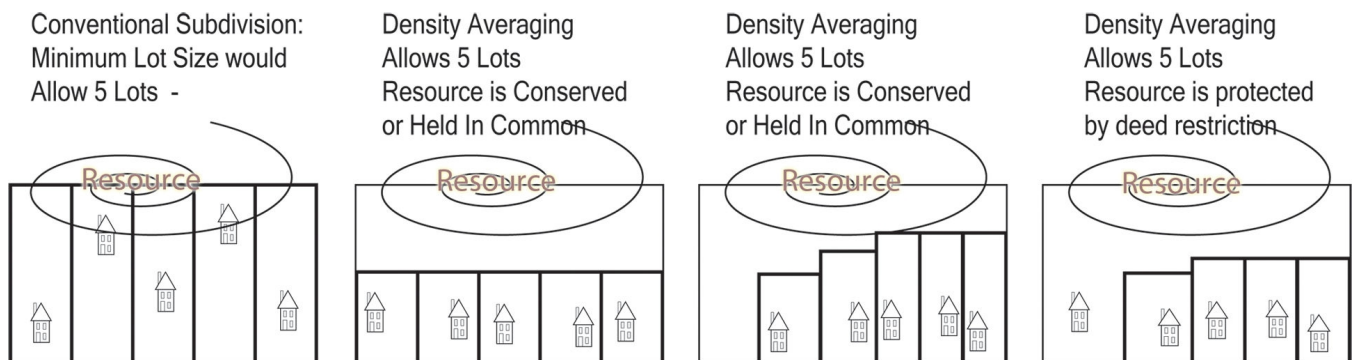 Conventional Subdivision:
Minimum Lot Size would
Allow 5 Lots  -
Resource
Density Averaging
Allows 5 Lots
Resource is Conserved
or Held In Common
Resource
Density Averaging
Allows 5 Lots
Resource is Conserved
or Held In Common
Resource
Density Averaging
Allows 5 Lots
Resource is protected
by deed restriction
Resource